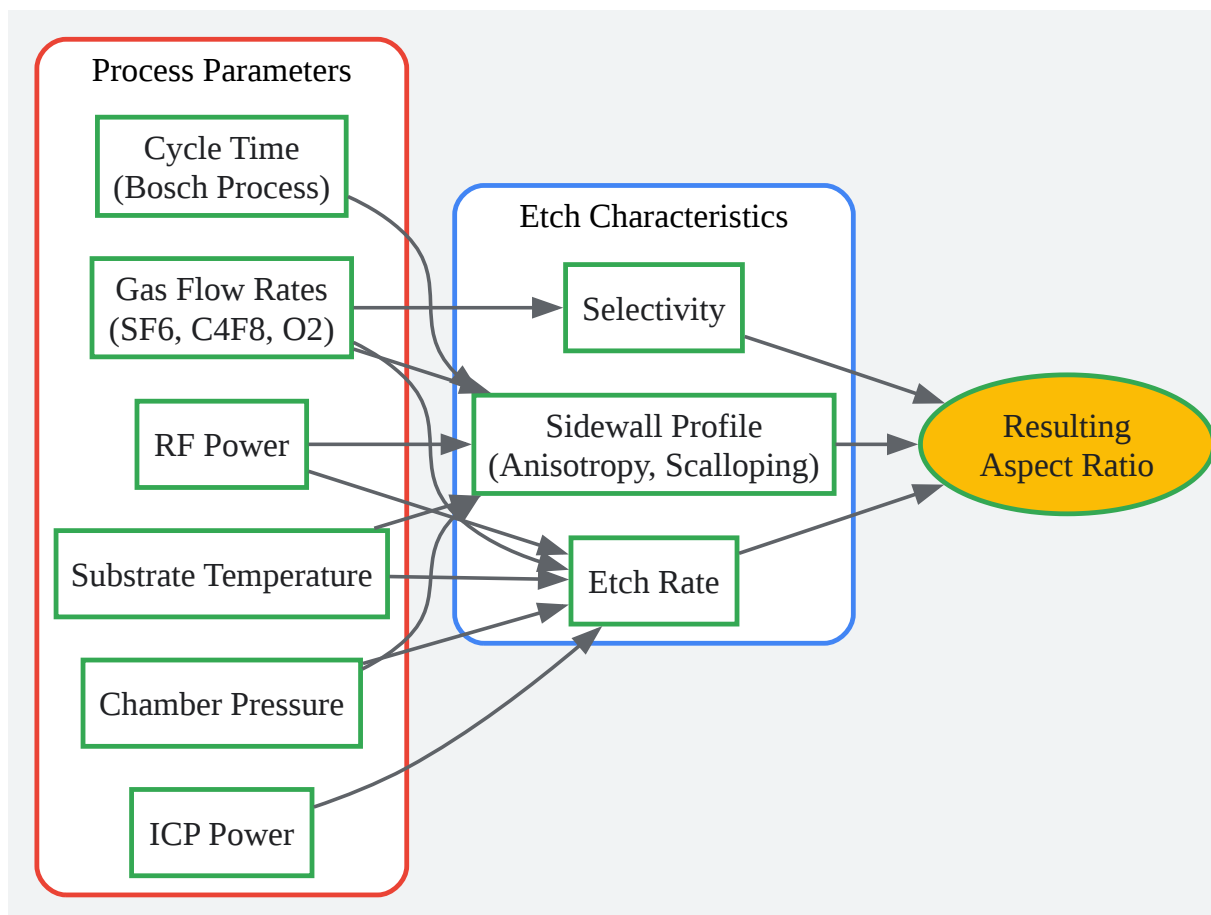 Process Parameters
Cycle Time
(Bosch Process)
Gas Flow Rates
(SF6, C4F8, O2)
RF Power
Substrate Temperature
Chamber Pressure
ICP Power
Etch Characteristics
Selectivity
Sidewall Profile
(Anisotropy, Scalloping)
Etch Rate
Resulting
Aspect Ratio